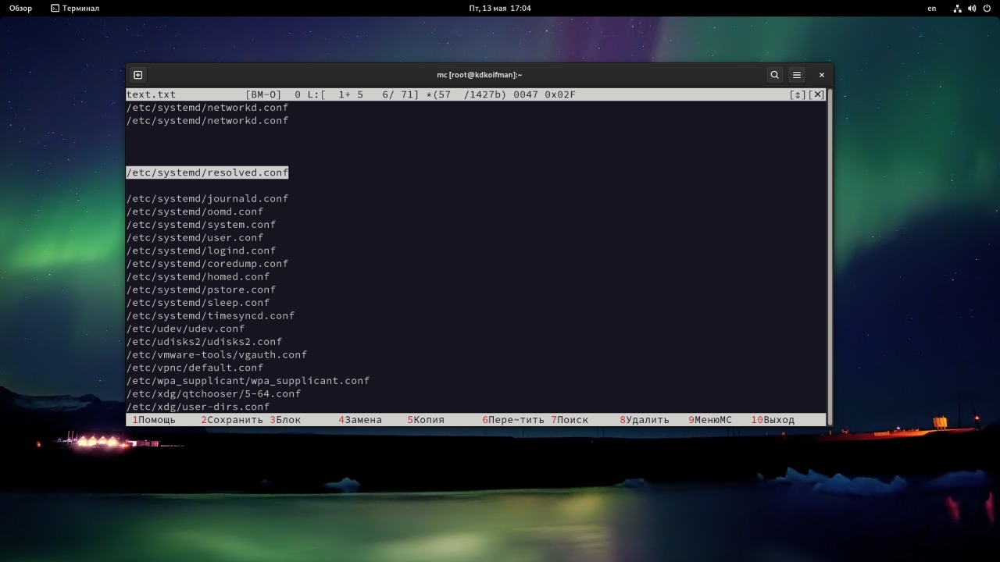 Обзор Терминал Пт, 13 мая 17:04 en
mc [root@kdkoifman]:~
text.txt [BM-O] 0 L:[ 1+ 5 6/ 71] *(57 /1427b) 0047 0x02F [↕][X]
/etc/systemd/networkd.conf
/etc/systemd/networkd.conf
/etc/systemd/resolved.conf
/etc/systemd/journald.conf
/etc/systemd/oomd.conf
/etc/systemd/system.conf
/etc/systemd/user.conf
/etc/systemd/logind.conf
/etc/systemd/coredump.conf
/etc/systemd/homed.conf
/etc/systemd/pstore.conf
/etc/systemd/sleep.conf
/etc/systemd/timesyncd.conf
/etc/udev/udev.conf
/etc/udisks2/udisks2.conf
/etc/vmware-tools/vgauth.conf
/etc/vpnc/default.conf
/etc/wpa_supplicant/wpa_supplicant.conf
/etc/xdg/qtchooser/5-64.conf
/etc/xdg/user-dirs.conf
1Помощь 2Сохранить 3Блок 4Замена 5Копия 6Пере~тить 7Поиск 8Удалить 9МенюMC 10Выход